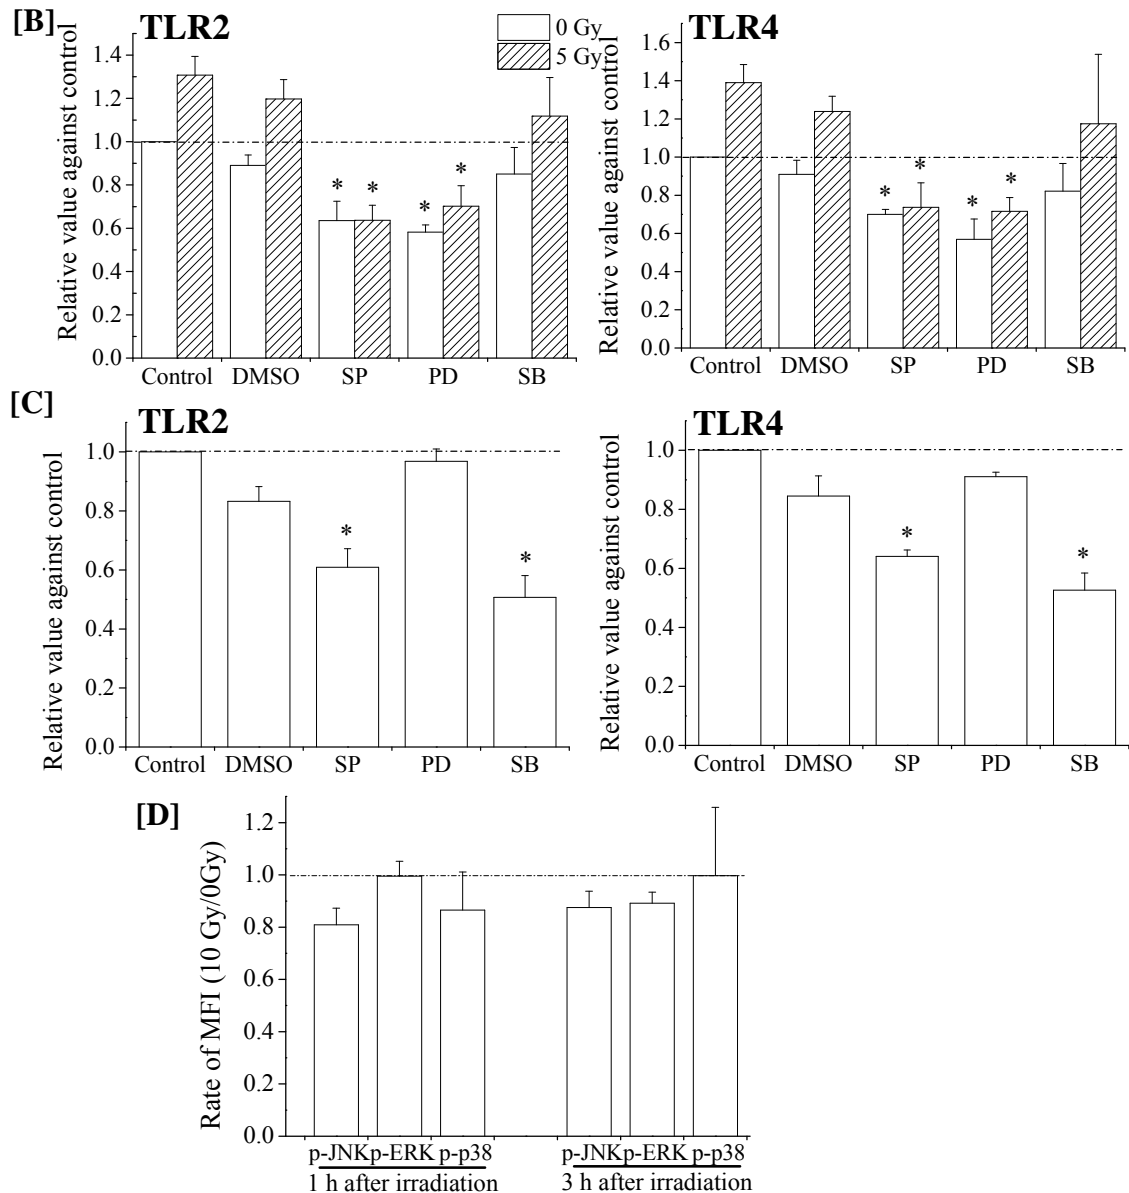 [B]
TLR2
0 Gy
5 Gy
Relative value against control
1.4
1.2
1.0
0.8
0.6
0.4
0.2
0.0
* * * *
Control DMSO SP PD SB
TLR4
Relative value against control
1.6
1.4
1.2
1.0
0.8
0.6
0.4
0.2
0.0
* * * *
Control DMSO SP PD SB
[C]
TLR2
Relative value against control
1.0
0.8
0.6
0.4
0.2
0.0
* *
Control DMSO SP PD SB
TLR4
Relative value against control
1.0
0.8
0.6
0.4
0.2
0.0
* *
Control DMSO SP PD SB
[D]
Rate of MFI (10 Gy/0Gy)
1.2
1.0
0.8
0.6
0.4
0.2
0.0
p-JNK p-ERK p-p38 p-JNK p-ERK p-p38
1 h after irradiation 3 h after irradiation